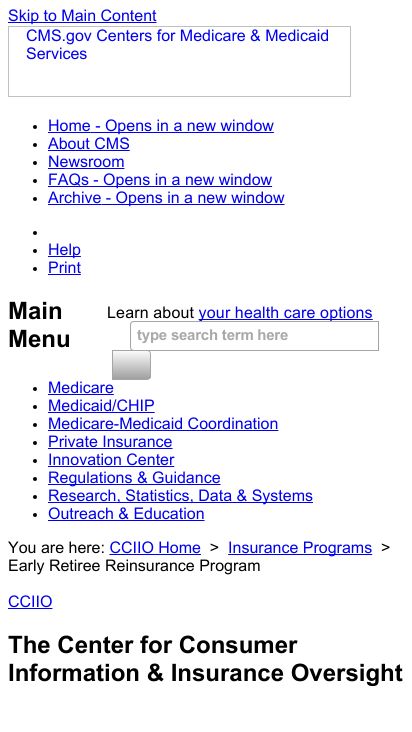 Skip to Main Content
CMS.gov Centers for Medicare & Medicaid
Services
Home - Opens in a new window
About CMS
Newsroom
FAQs - Opens in a new window
Archive - Opens in a new window
Help
Print
Main
Menu
Learn about your health care options
type search term here
Medicare
Medicaid/CHIP
Medicare-Medicaid Coordination
Private Insurance
Innovation Center
Regulations & Guidance
Research, Statistics, Data & Systems
Outreach & Education
You are here: CCIIO Home > Insurance Programs >
Early Retiree Reinsurance Program
CCIIO
The Center for Consumer
Information & Insurance Oversight